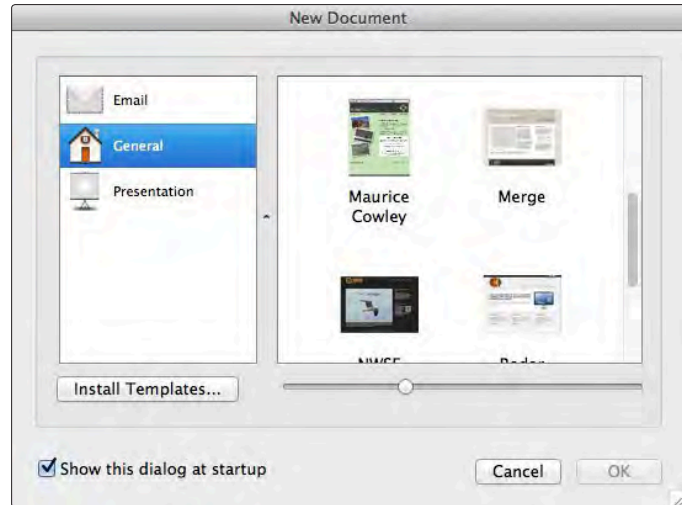 New Document
Email
General
Presentation
Maurice
Cowley
Merge
Install Templates...
Show this dialog at startup
Cancel
OK